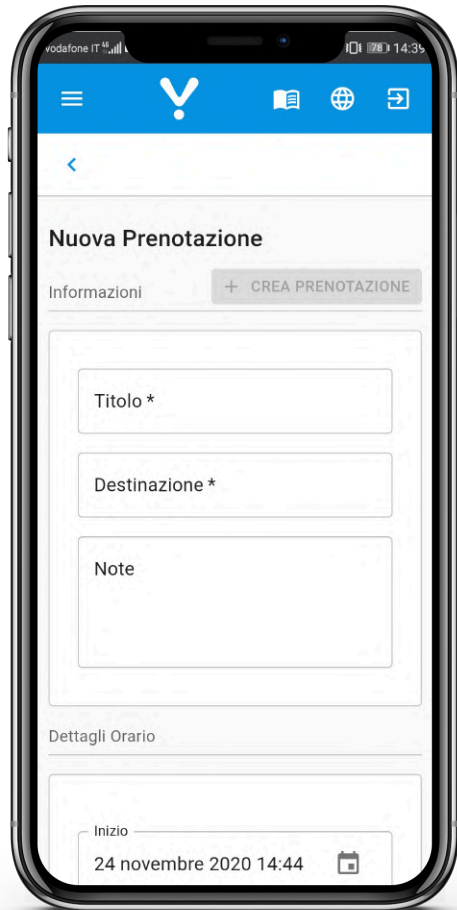 vodafone IT 4G
78 14:39
Nuova Prenotazione
Informazioni
+ CREA PRENOTAZIONE
Titolo *
Destinazione *
Note
Dettagli Orario
Inizio
24 novembre 2020 14:44